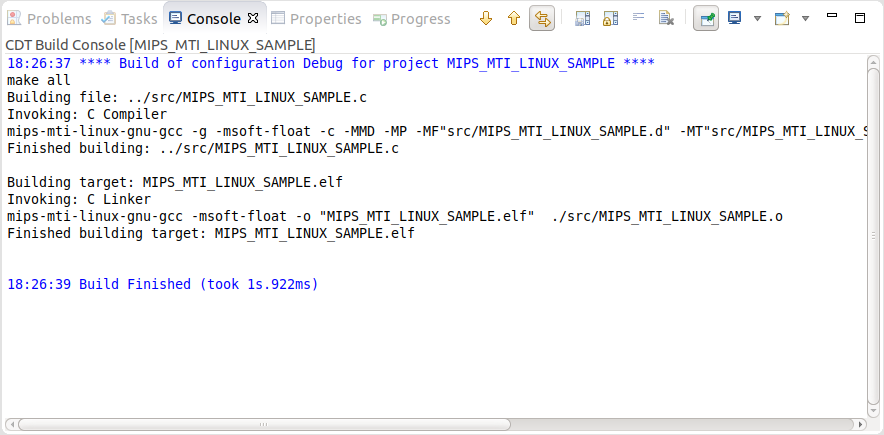 Problems Tasks Console Properties Progress
CDT Build Console [MIPS_MTI_LINUX_SAMPLE]
18:26:37 **** Build of configuration Debug for project MIPS_MTI_LINUX_SAMPLE ****
make all
Building file: ../src/MIPS_MTI_LINUX_SAMPLE.c
Invoking: C Compiler
mips-mti-linux-gnu-gcc -g -msoft-float -c -MMD -MP -MF"src/MIPS_MTI_LINUX_SAMPLE.d" -MT"src/MIPS_MTI_LINUX_S
Finished building: ../src/MIPS_MTI_LINUX_SAMPLE.c
Building target: MIPS_MTI_LINUX_SAMPLE.elf
Invoking: C Linker
mips-mti-linux-gnu-gcc -msoft-float -o "MIPS_MTI_LINUX_SAMPLE.elf"  ./src/MIPS_MTI_LINUX_SAMPLE.o
Finished building target: MIPS_MTI_LINUX_SAMPLE.elf
18:26:39 Build Finished (took 1s.922ms)